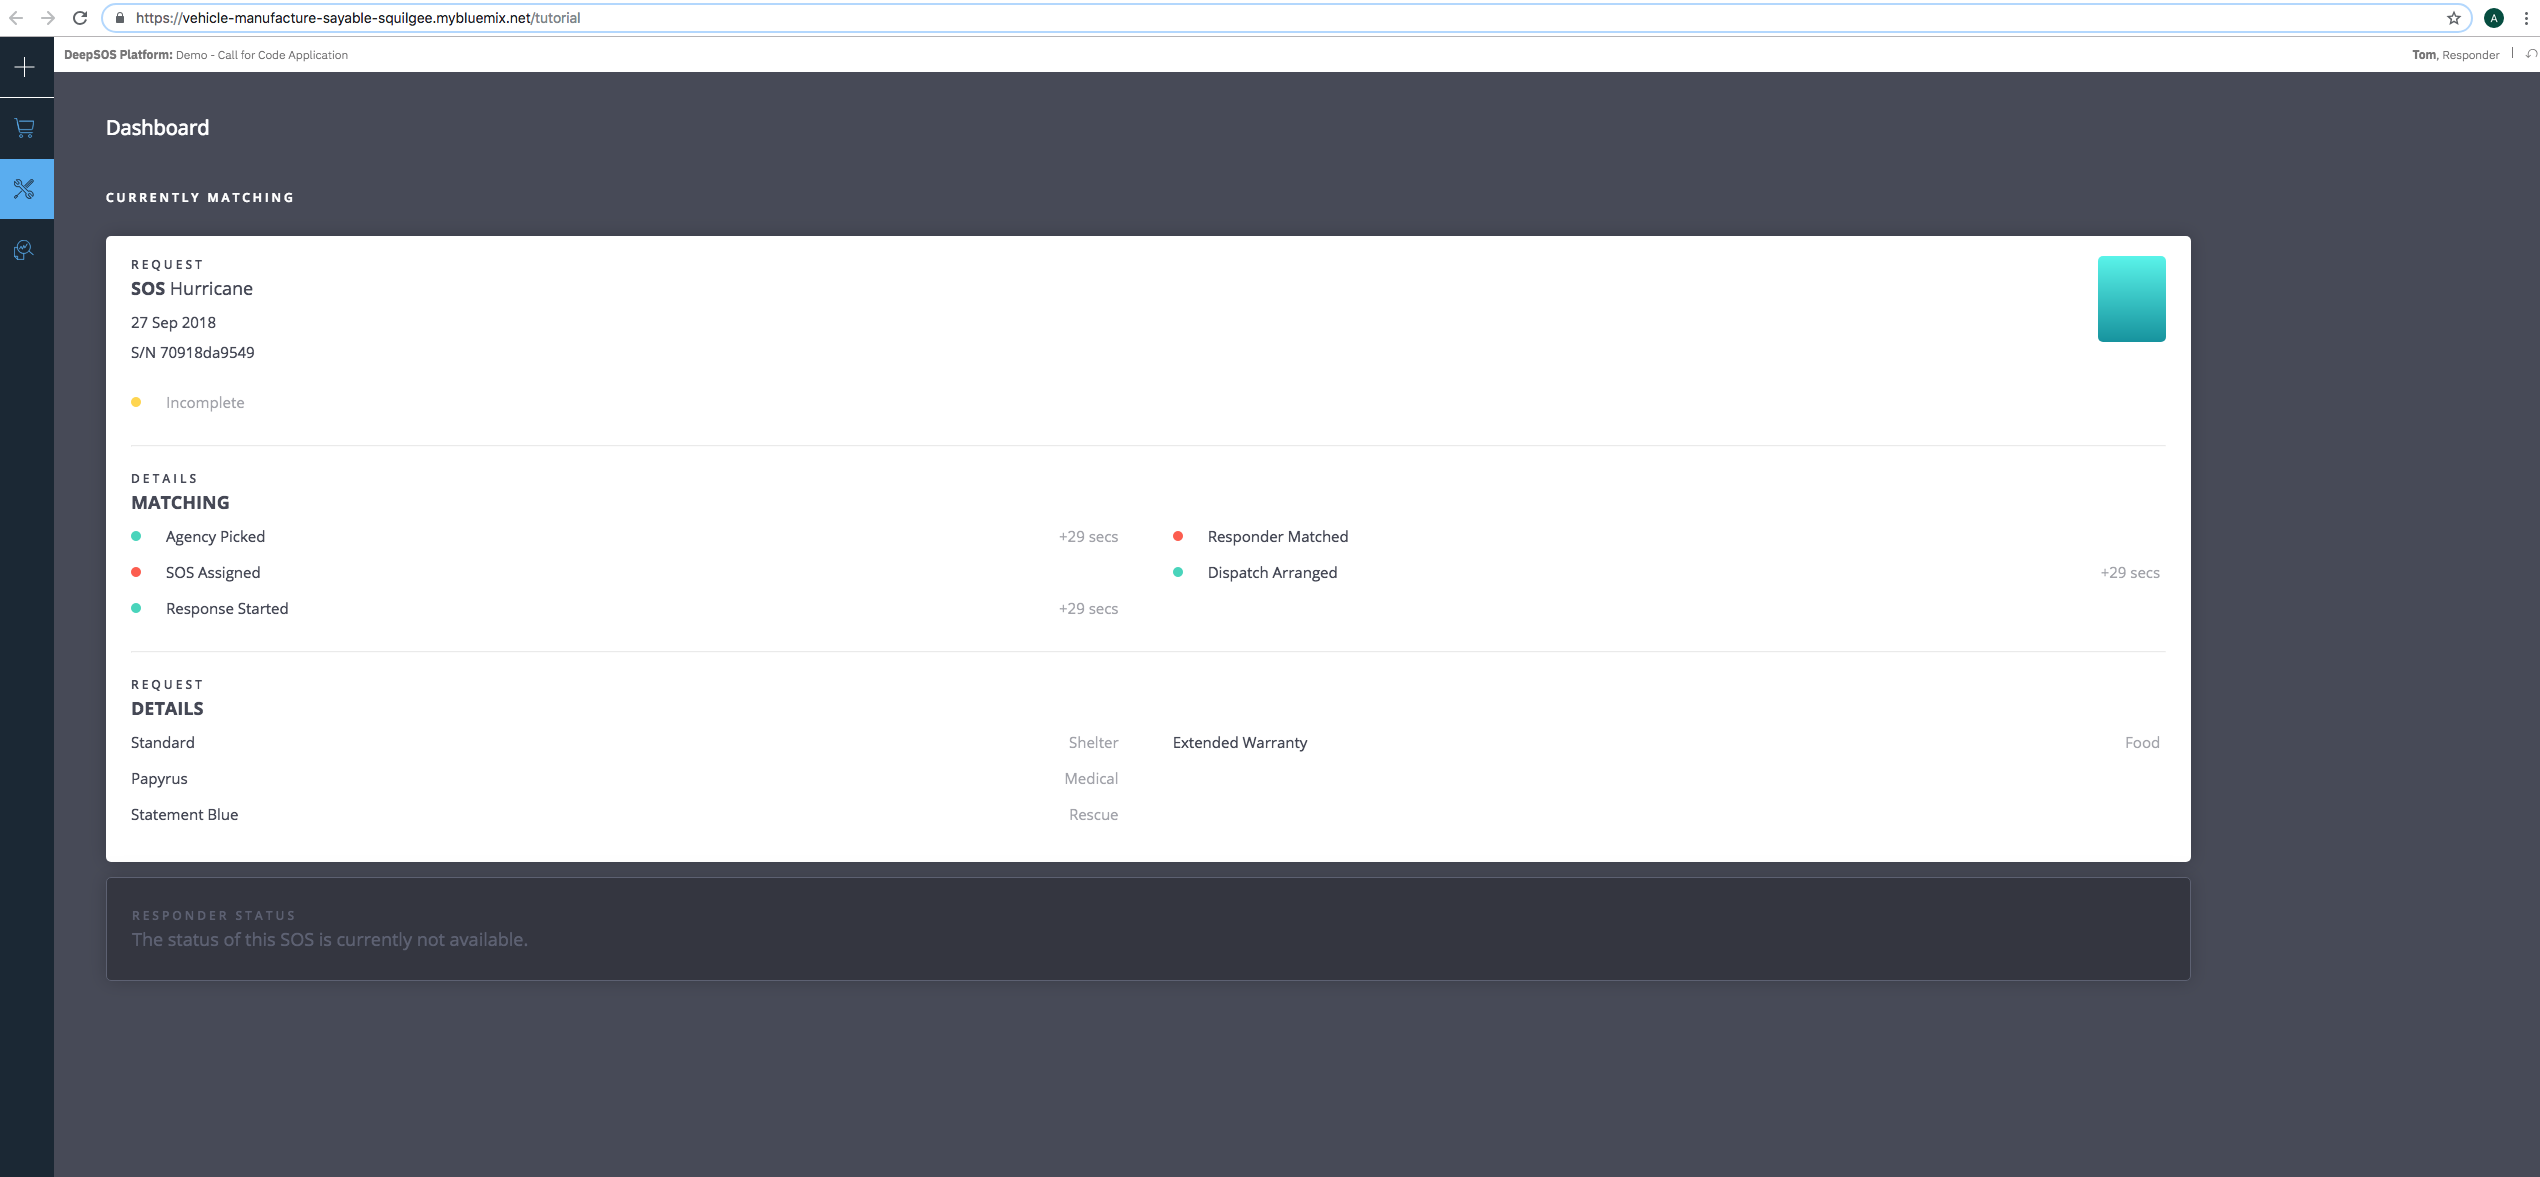 https://vehicle-manufacture-sayable-squilgee.mybluemix.net/tutorial
A
DeepSOS Platform: Demo - Call for Code Application
Tom, Responder
Dashboard
CURRENTLY MATCHING
REQUEST
SOS Hurricane
27 Sep 2018
S/N 70918da9549
Incomplete
DETAILS
MATCHING
Agency Picked +29 secs Responder Matched
SOS Assigned Dispatch Arranged +29 secs
Response Started +29 secs
REQUEST
DETAILS
Standard Shelter Extended Warranty Food
Papyrus Medical
Statement Blue Rescue
RESPONDER STATUS
The status of this SOS is currently not available.